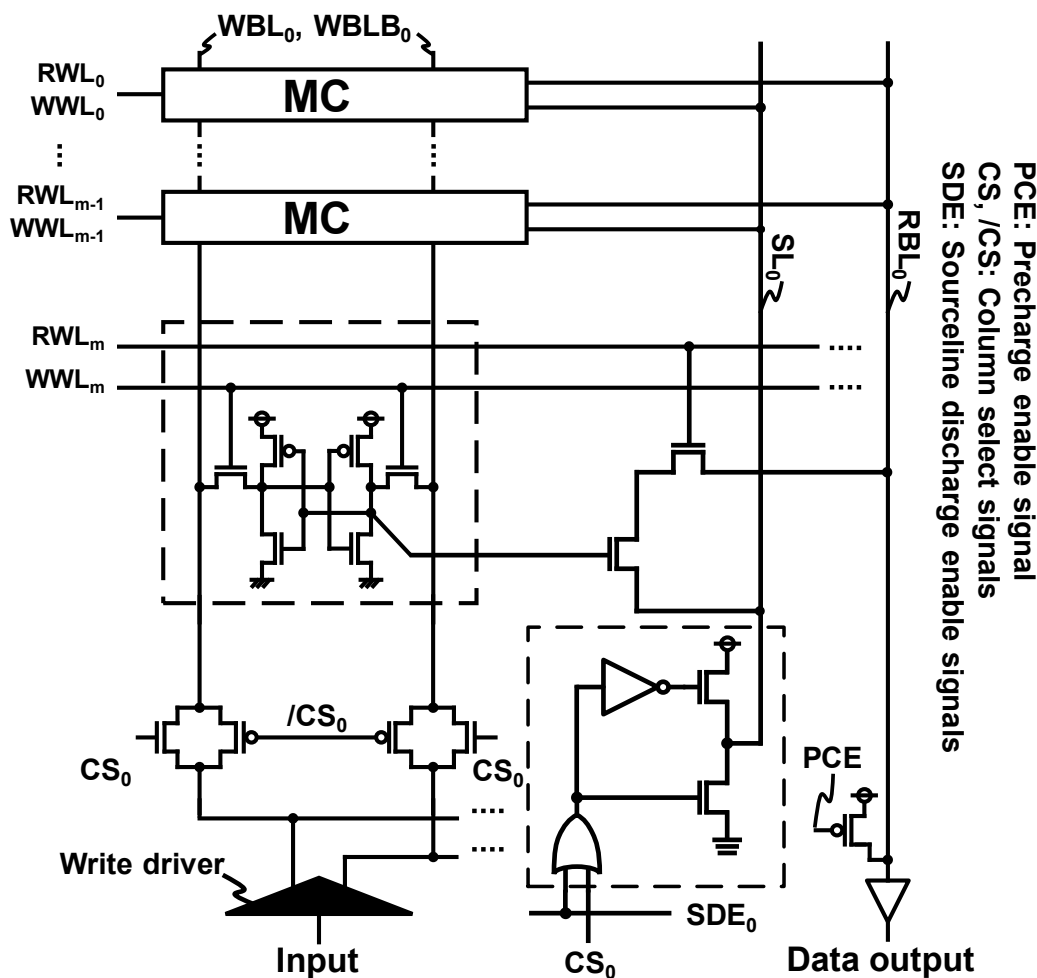 WBL0, WBLB0
RWL0
WWL0
MC
RWLm-1
WWLm-1
MC
SL0
RBL0
PCE: Precharge enable signal
CS, /CS: Column select signals
SDE: Sourceline discharge enable signals
RWLm
WWLm
/CS0
CS0
CS0
PCE
Write driver
SDE0
Input
CS0
Data output